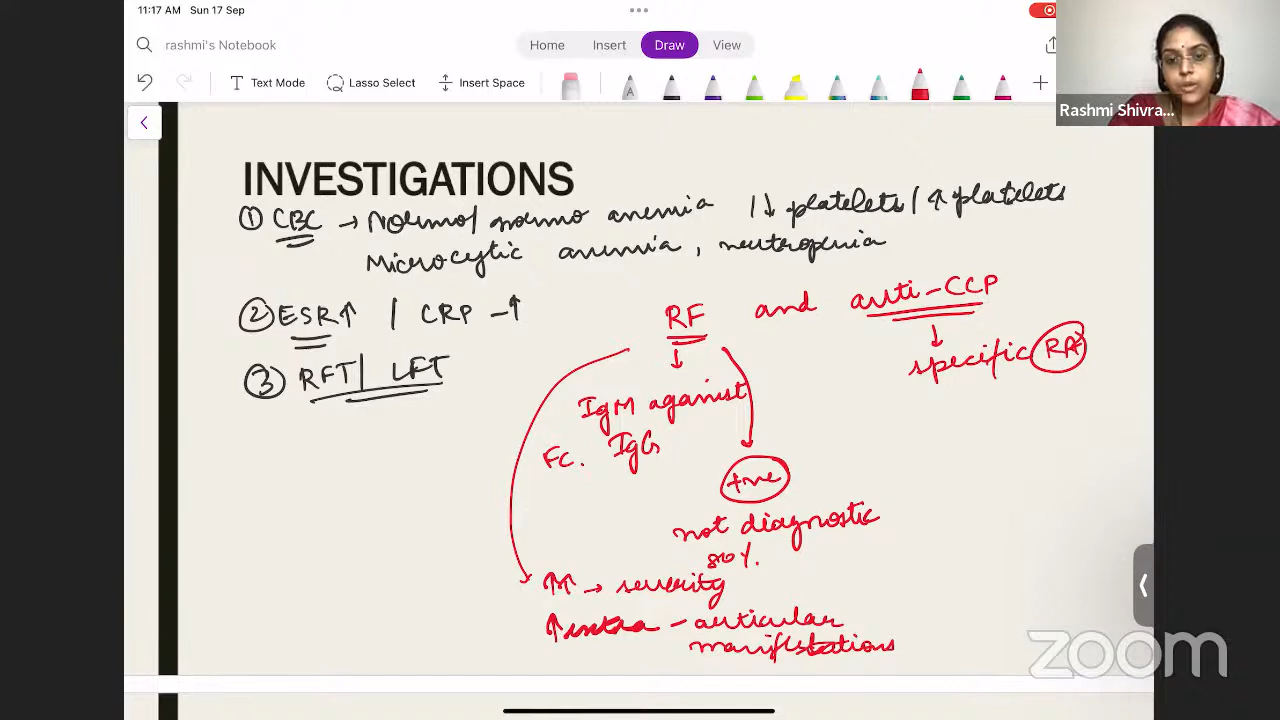 11:17 AM Sun 17 Sep
rashmi's Notebook
Home Insert Draw View
Text Mode Lasso Select Insert Space
A
Rashmi Shivra...
INVESTIGATIONS
① CBC → Normo/normo anemia /↓ platelets/↑ platelets
Microcytic anemia, neutropenia
② ESR↑ | CRP -↑
RF and anti-CCP
↓ ↓
③ RFT/ LFT
specific RA
IgM against
Fc. IgG
+ve
not diagnostic
80%.
↑↑ → severity
↑extra - articular
manifestations
zoom